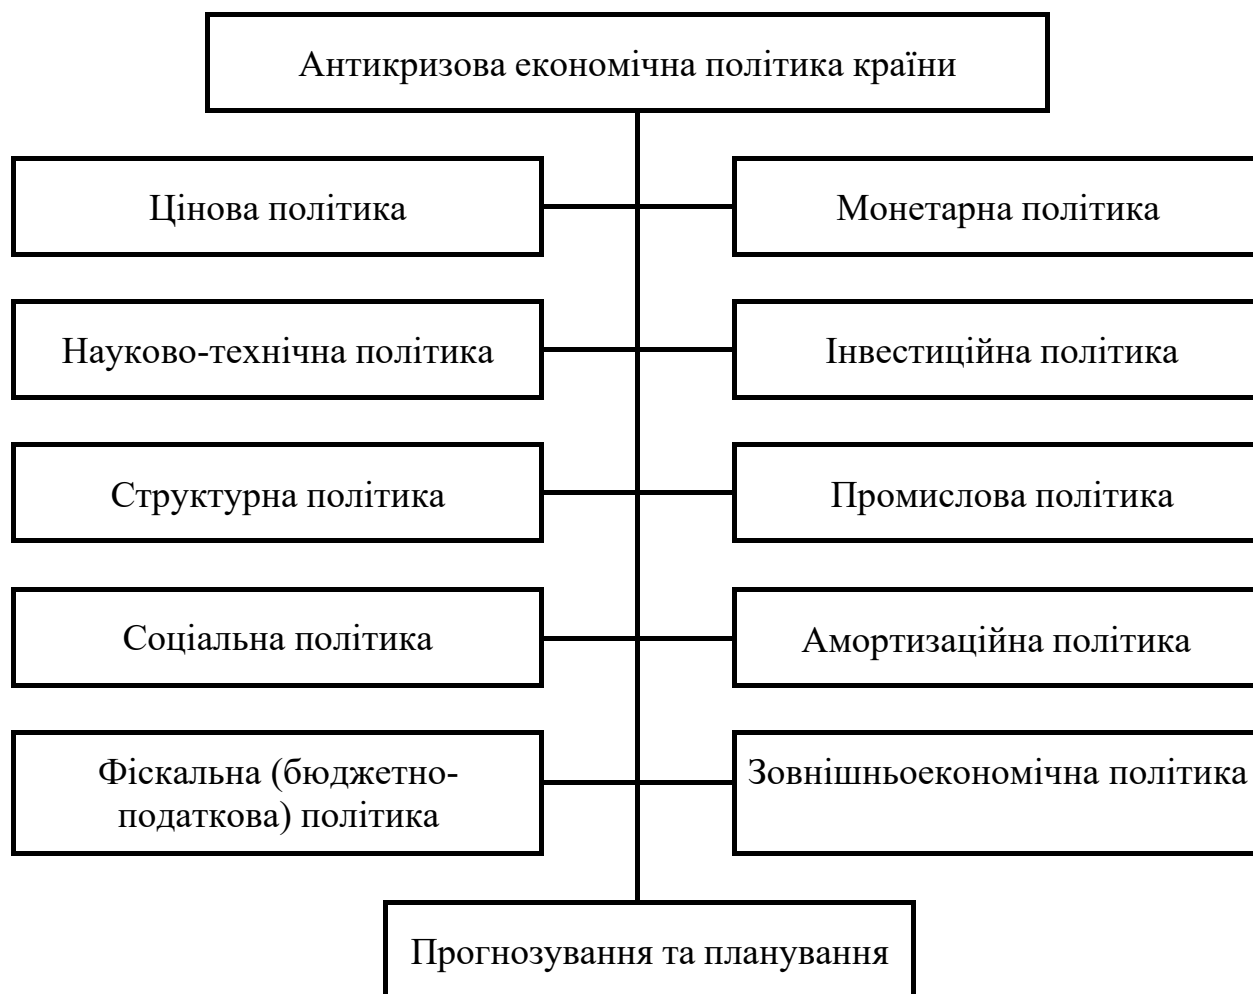 Антикризова економічна політика країни
Цінова політика
Монетарна політика
Науково-технічна політика
Інвестиційна політика
Структурна політика
Промислова політика
Соціальна політика
Амортизаційна політика
Фіскальна (бюджетно-
податкова) політика
Зовнішньоекономічна політика
Прогнозування та планування